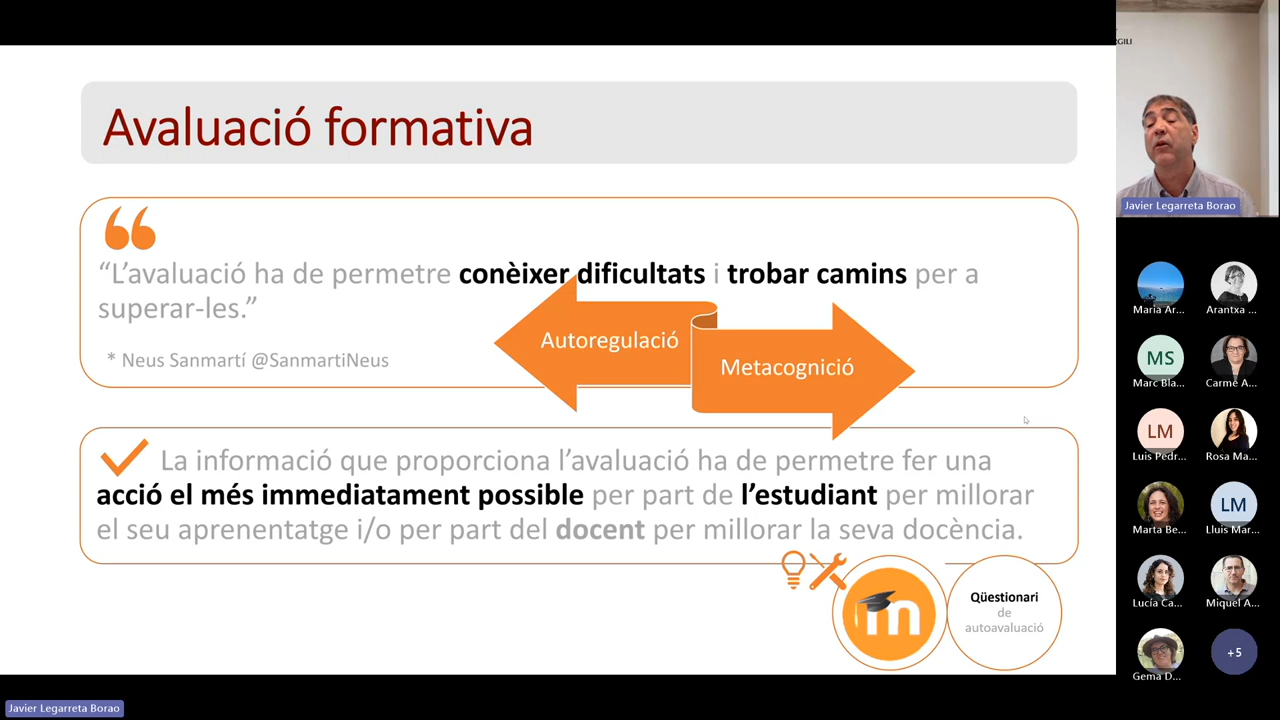 Avaluació formativa
“L’avaluació ha de permetre conèixer dificultats i trobar camins per a
superar-les.”
* Neus Sanmartí @SanmartiNeus
Autoregulació
Metacognició
La informació que proporciona l’avaluació ha de permetre fer una
acció el més immediatament possible per part de l’estudiant per millorar
el seu aprenentatge i/o per part del docent per millorar la seva docència.
m
Qüestionari
de
autoavaluació
GILI
Javier Legarreta Borao
Maria Ar...
Arantxa ...
MS
Marc Bla...
Carme A...
LM
Luis Pedr...
Rosa Ma...
Marta Be...
LM
Lluis Mar...
Lucía Ca...
Miquel A...
Gema D...
+5
Javier Legarreta Borao